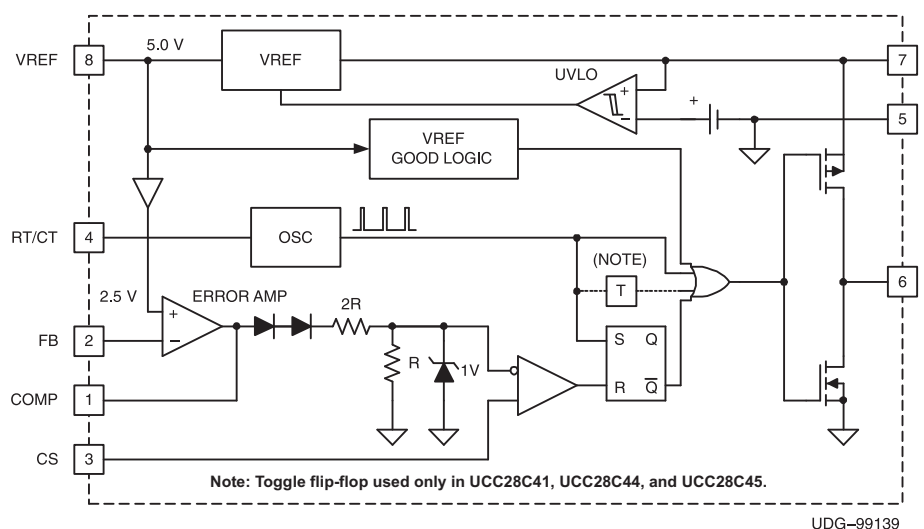 VREF
8
5.0 V
VREF
7
UVLO
+
−
+
5
VREF
GOOD LOGIC
RT/CT
4
OSC
(NOTE)
T
6
2.5 V
ERROR AMP
+
−
2R
FB
2
R
1V
S Q
R Q
COMP
1
CS
3
Note: Toggle flip-flop used only in UCC28C41, UCC28C44, and UCC28C45.
UDG–99139